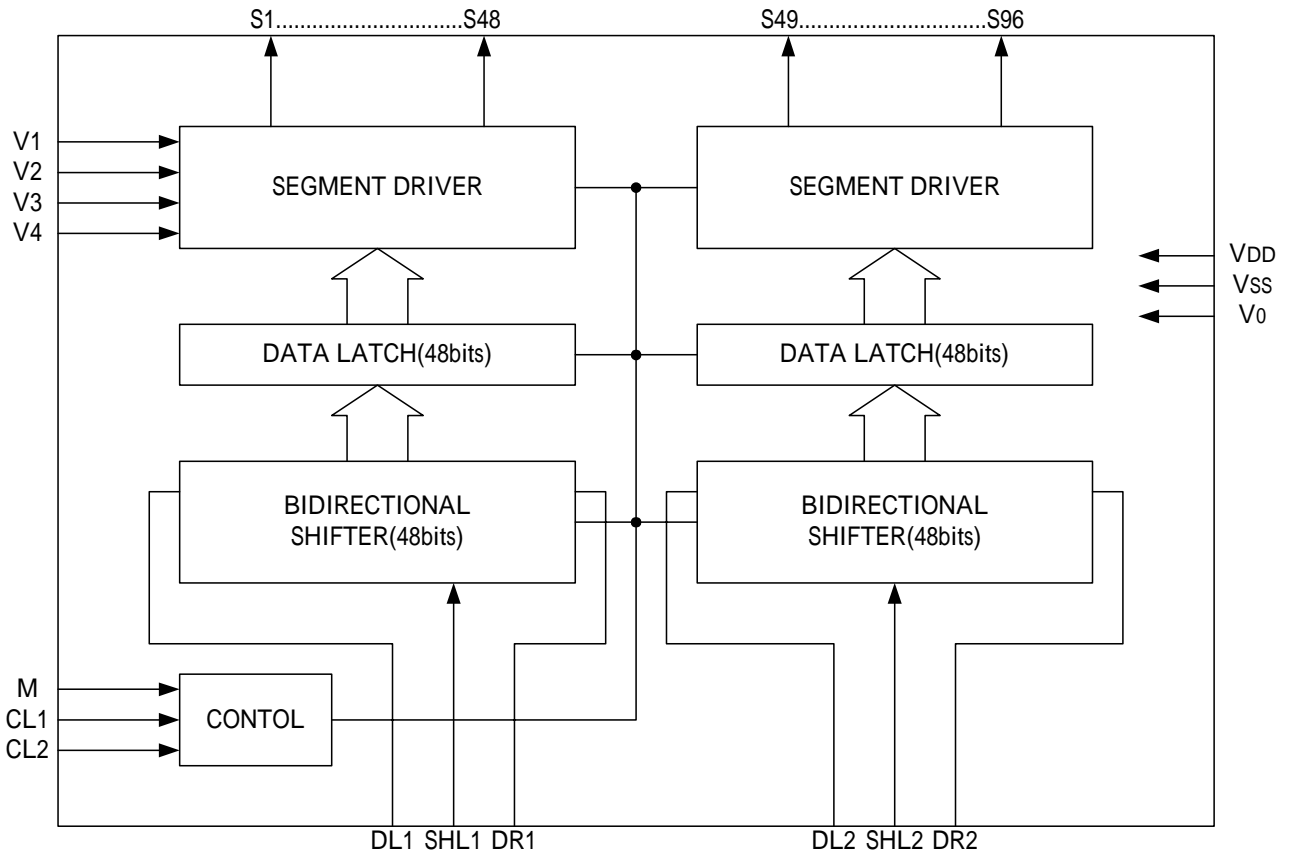 S1..............................S48
S49..............................S96
V1
V2
V3
V4
SEGMENT DRIVER
SEGMENT DRIVER
VDD
VSS
V0
DATA LATCH(48bits)
DATA LATCH(48bits)
BIDIRECTIONAL
SHIFTER(48bits)
BIDIRECTIONAL
SHIFTER(48bits)
M
CL1
CL2
CONTOL
DL1 SHL1 DR1
DL2 SHL2 DR2